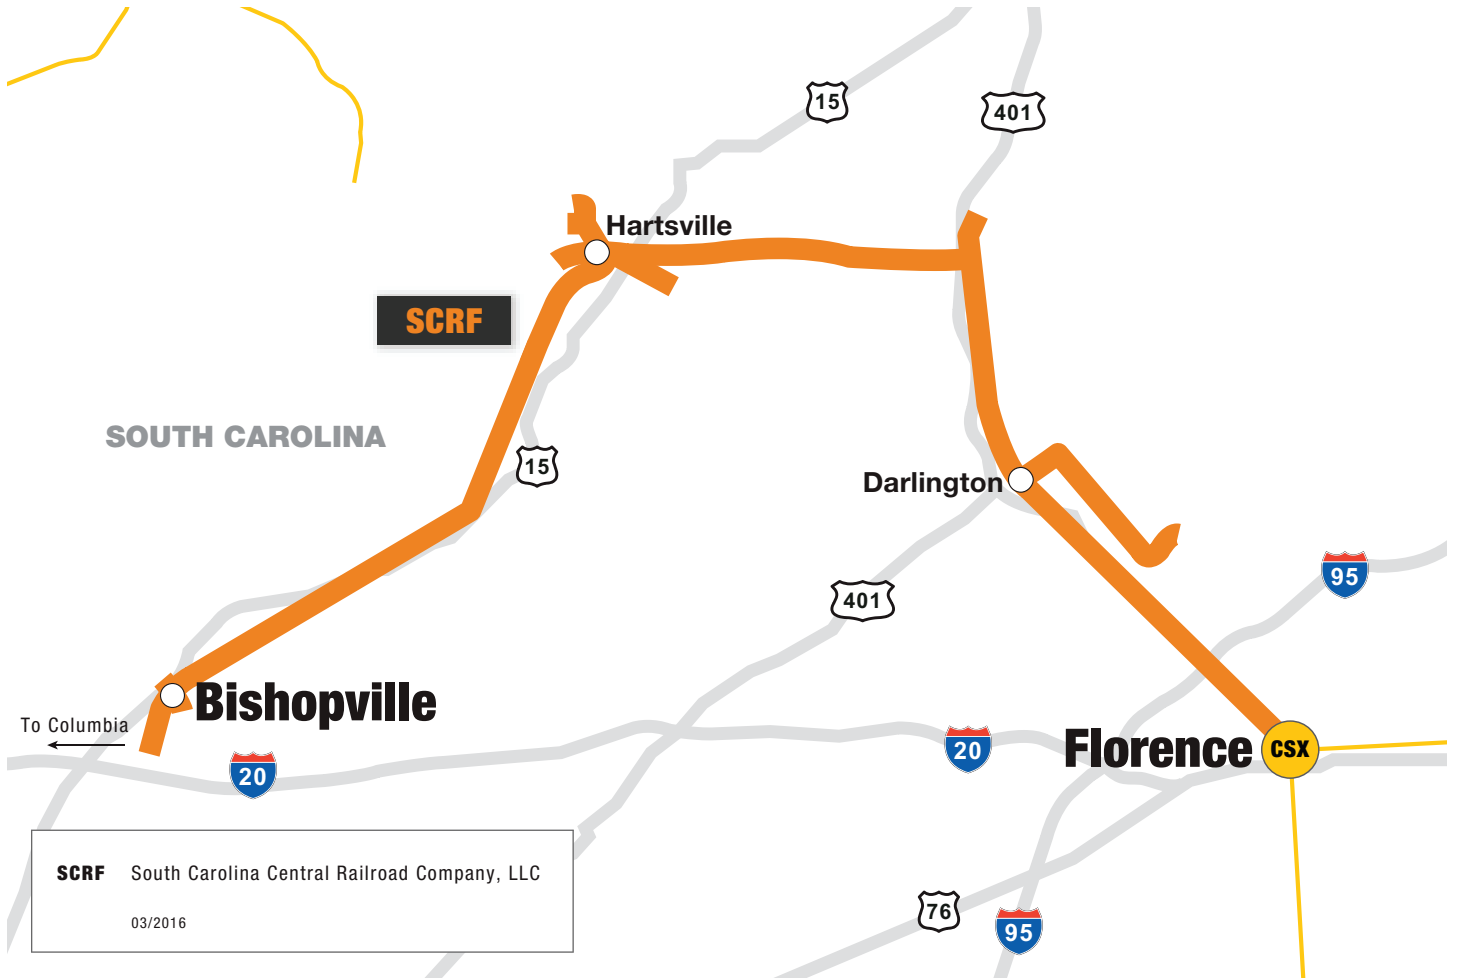 15
401
Hartsville
SCRF
SOUTH CAROLINA
15
Darlington
95
401
Bishopville
To Columbia
20
20
Florence
CSX
SCRF South Carolina Central Railroad Company, LLC
03/2016
76
95